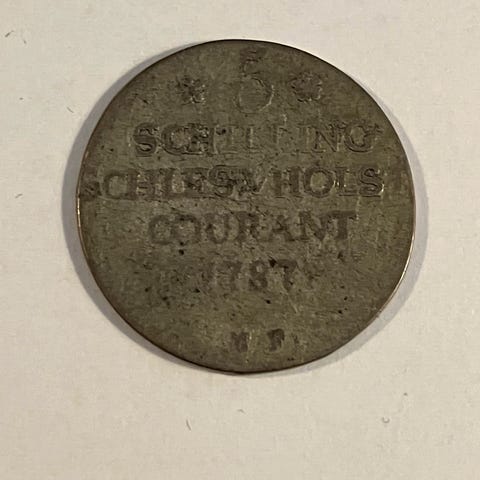 * 5 *
SCHILLING
SCHLESW:HOLST
COURANT
1787
M F